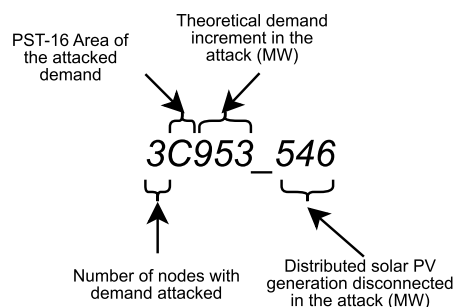 Theoretical demand
increment in the
attack (MW)
PST-16 Area of
the attacked
demand
3C953_546
Number of nodes with
demand attacked
Distributed solar PV
generation disconnected
in the attack (MW)